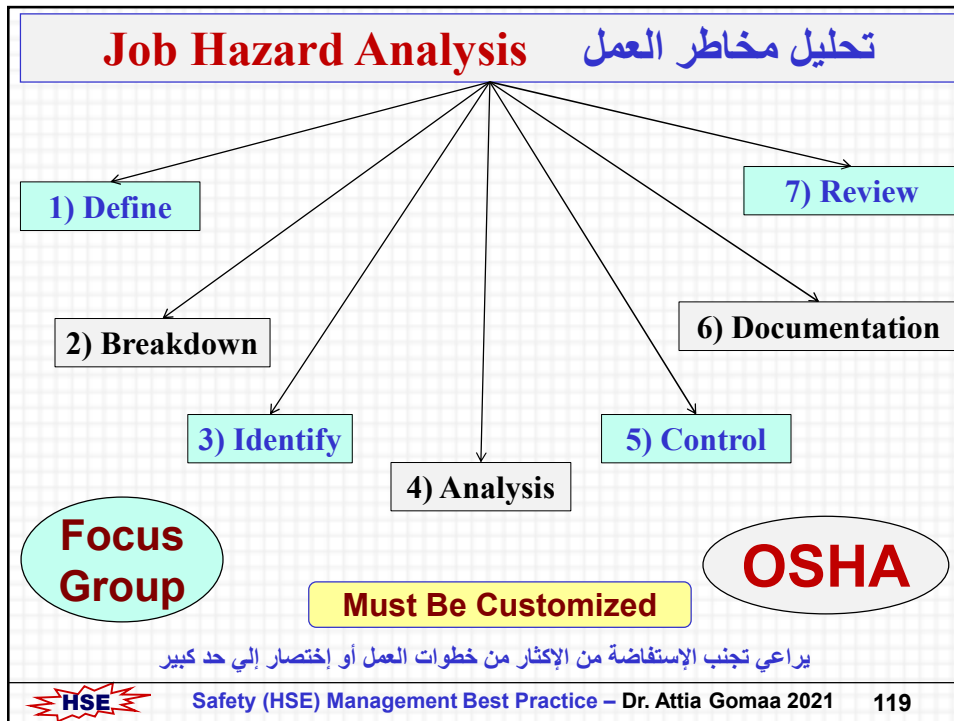 Job Hazard Analysis تحليل مخاطر العمل
1) Define
7) Review
2) Breakdown
6) Documentation
3) Identify
5) Control
4) Analysis
Focus
Group
OSHA
Must Be Customized
يراعي تجنب الإستفاضة من الإكثار من خطوات العمل أو إختصار إلي حد كبير
HSE
Safety (HSE) Management Best Practice – Dr. Attia Gomaa 2021
119